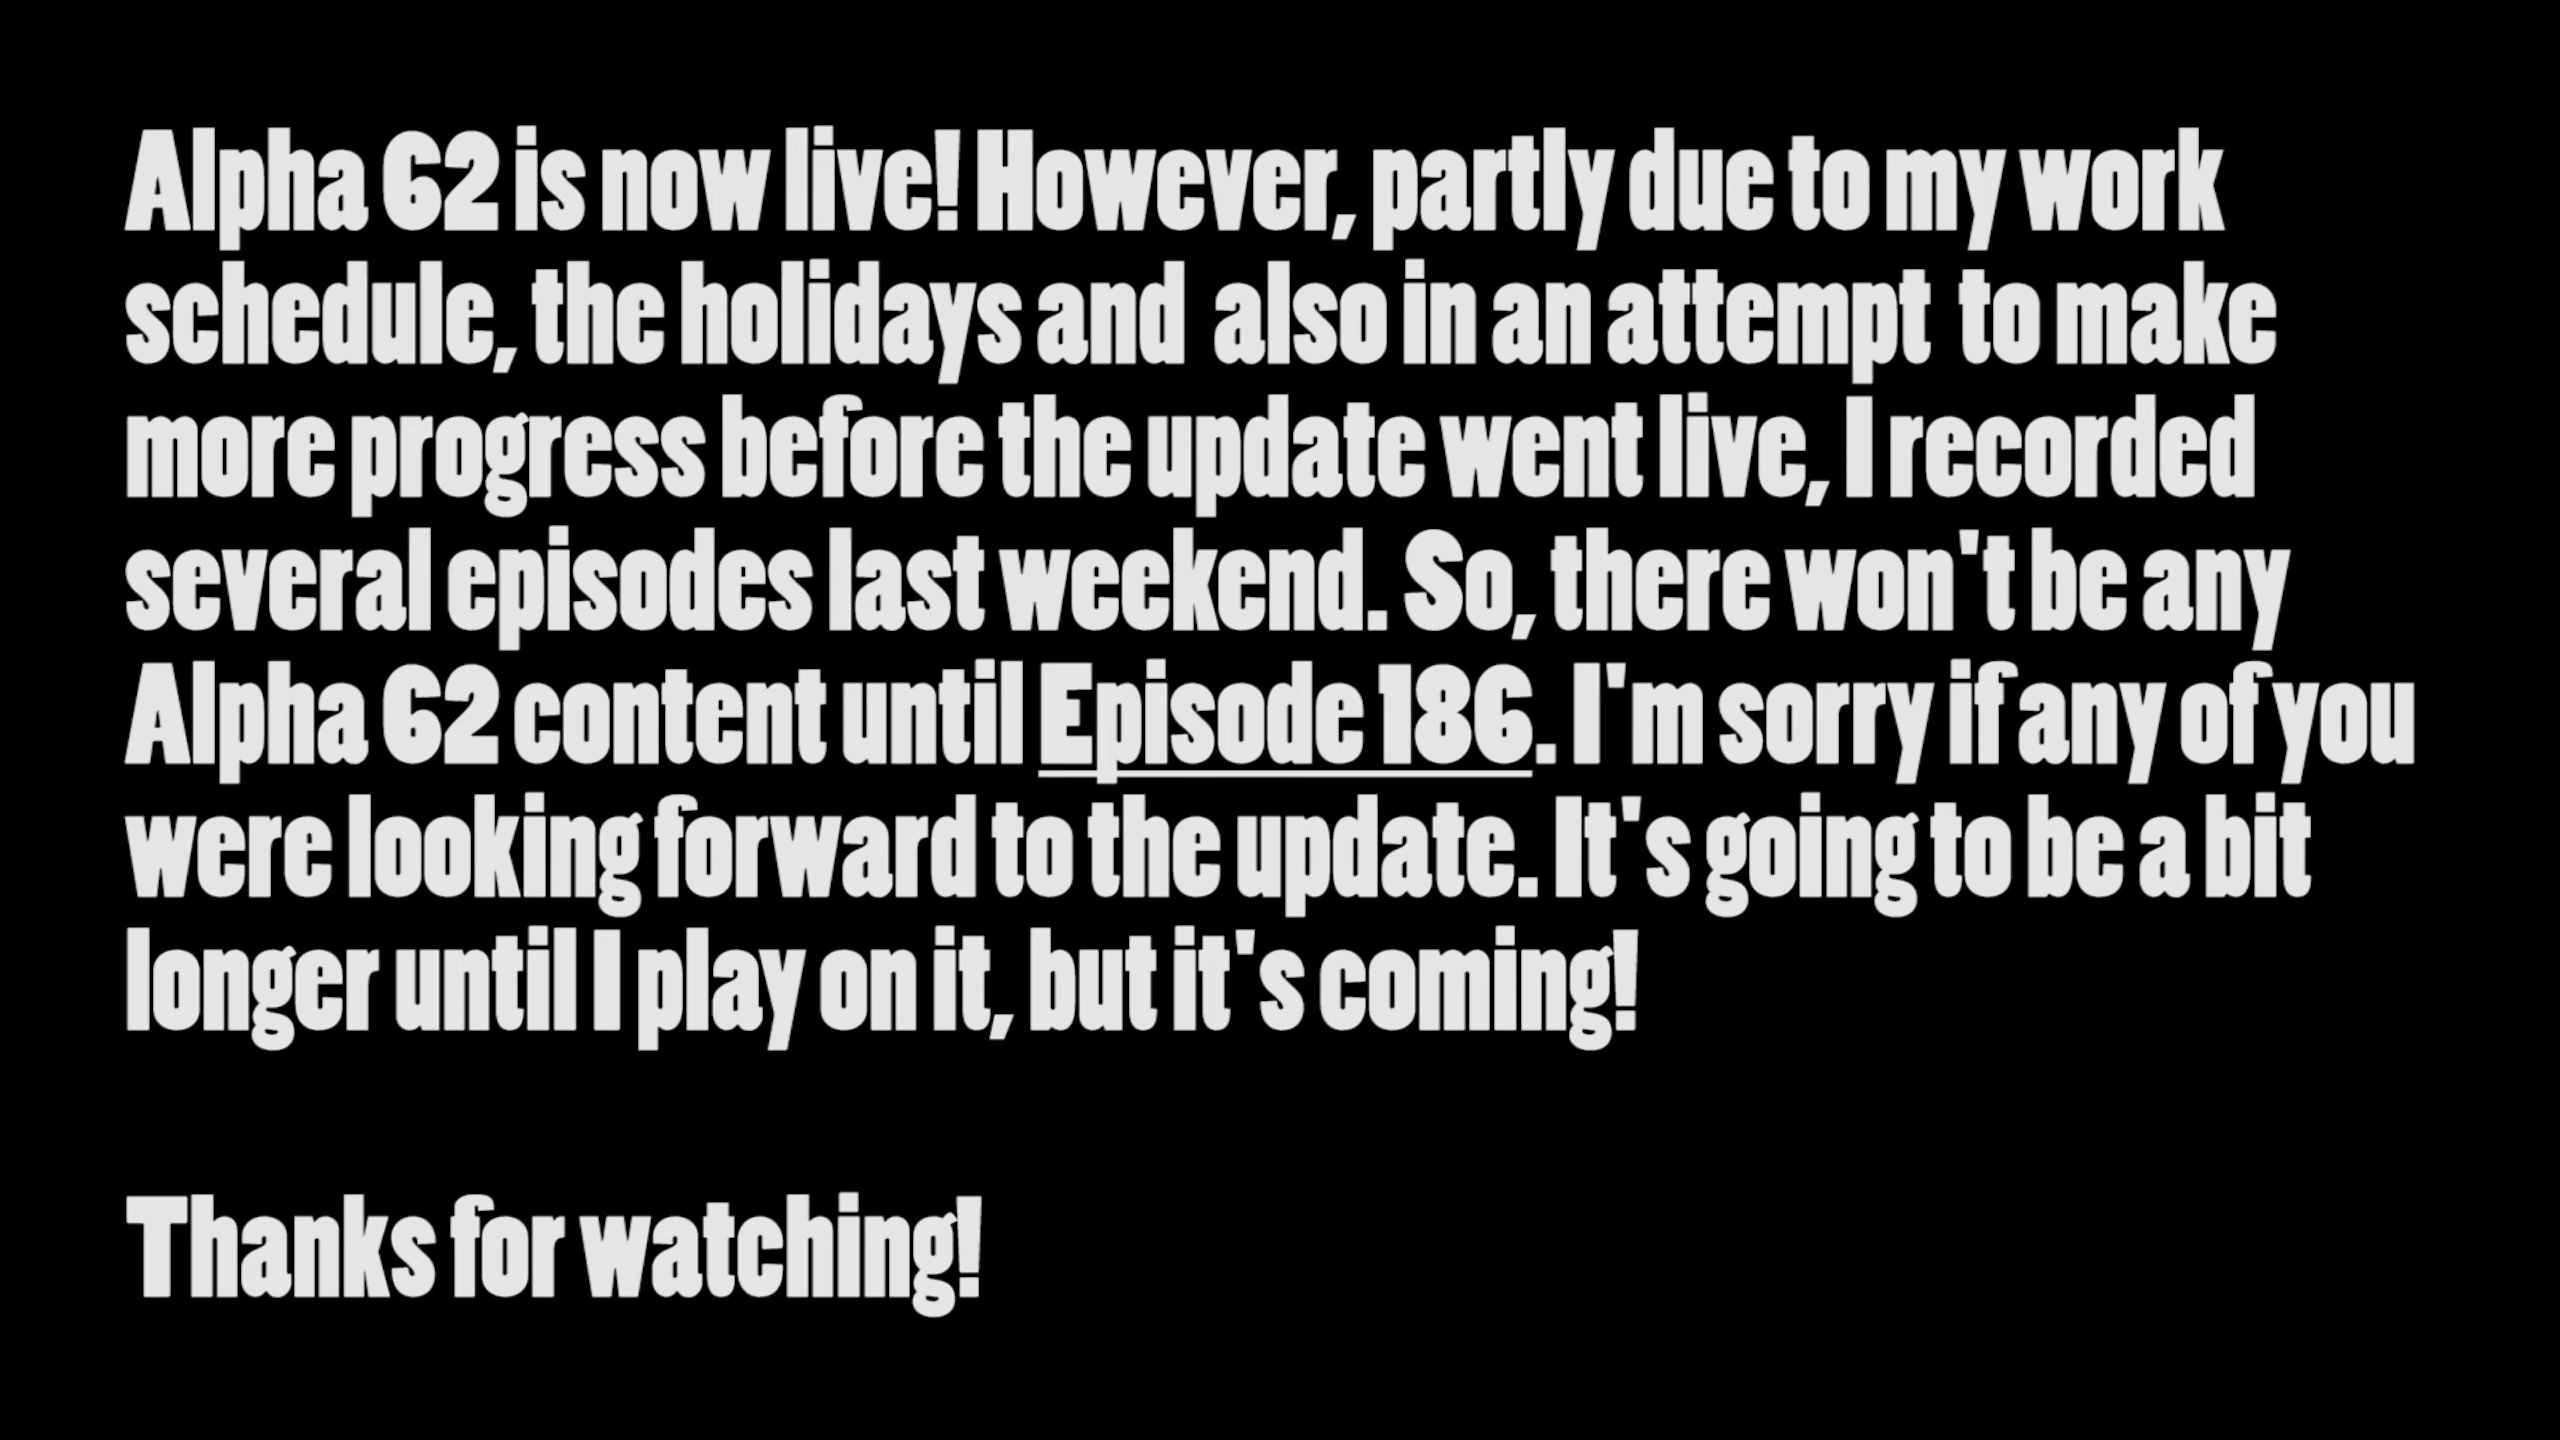 Alpha 62 is now live! However, partly due to my work
schedule, the holidays and  also in an attempt  to make
more progress before the update went live, I recorded
several episodes last weekend. So, there won't be any
Alpha 62 content until Episode 186. I'm sorry if any of you
were looking forward to the update. It's going to be a bit
longer until I play on it, but it's coming!
Thanks for watching!